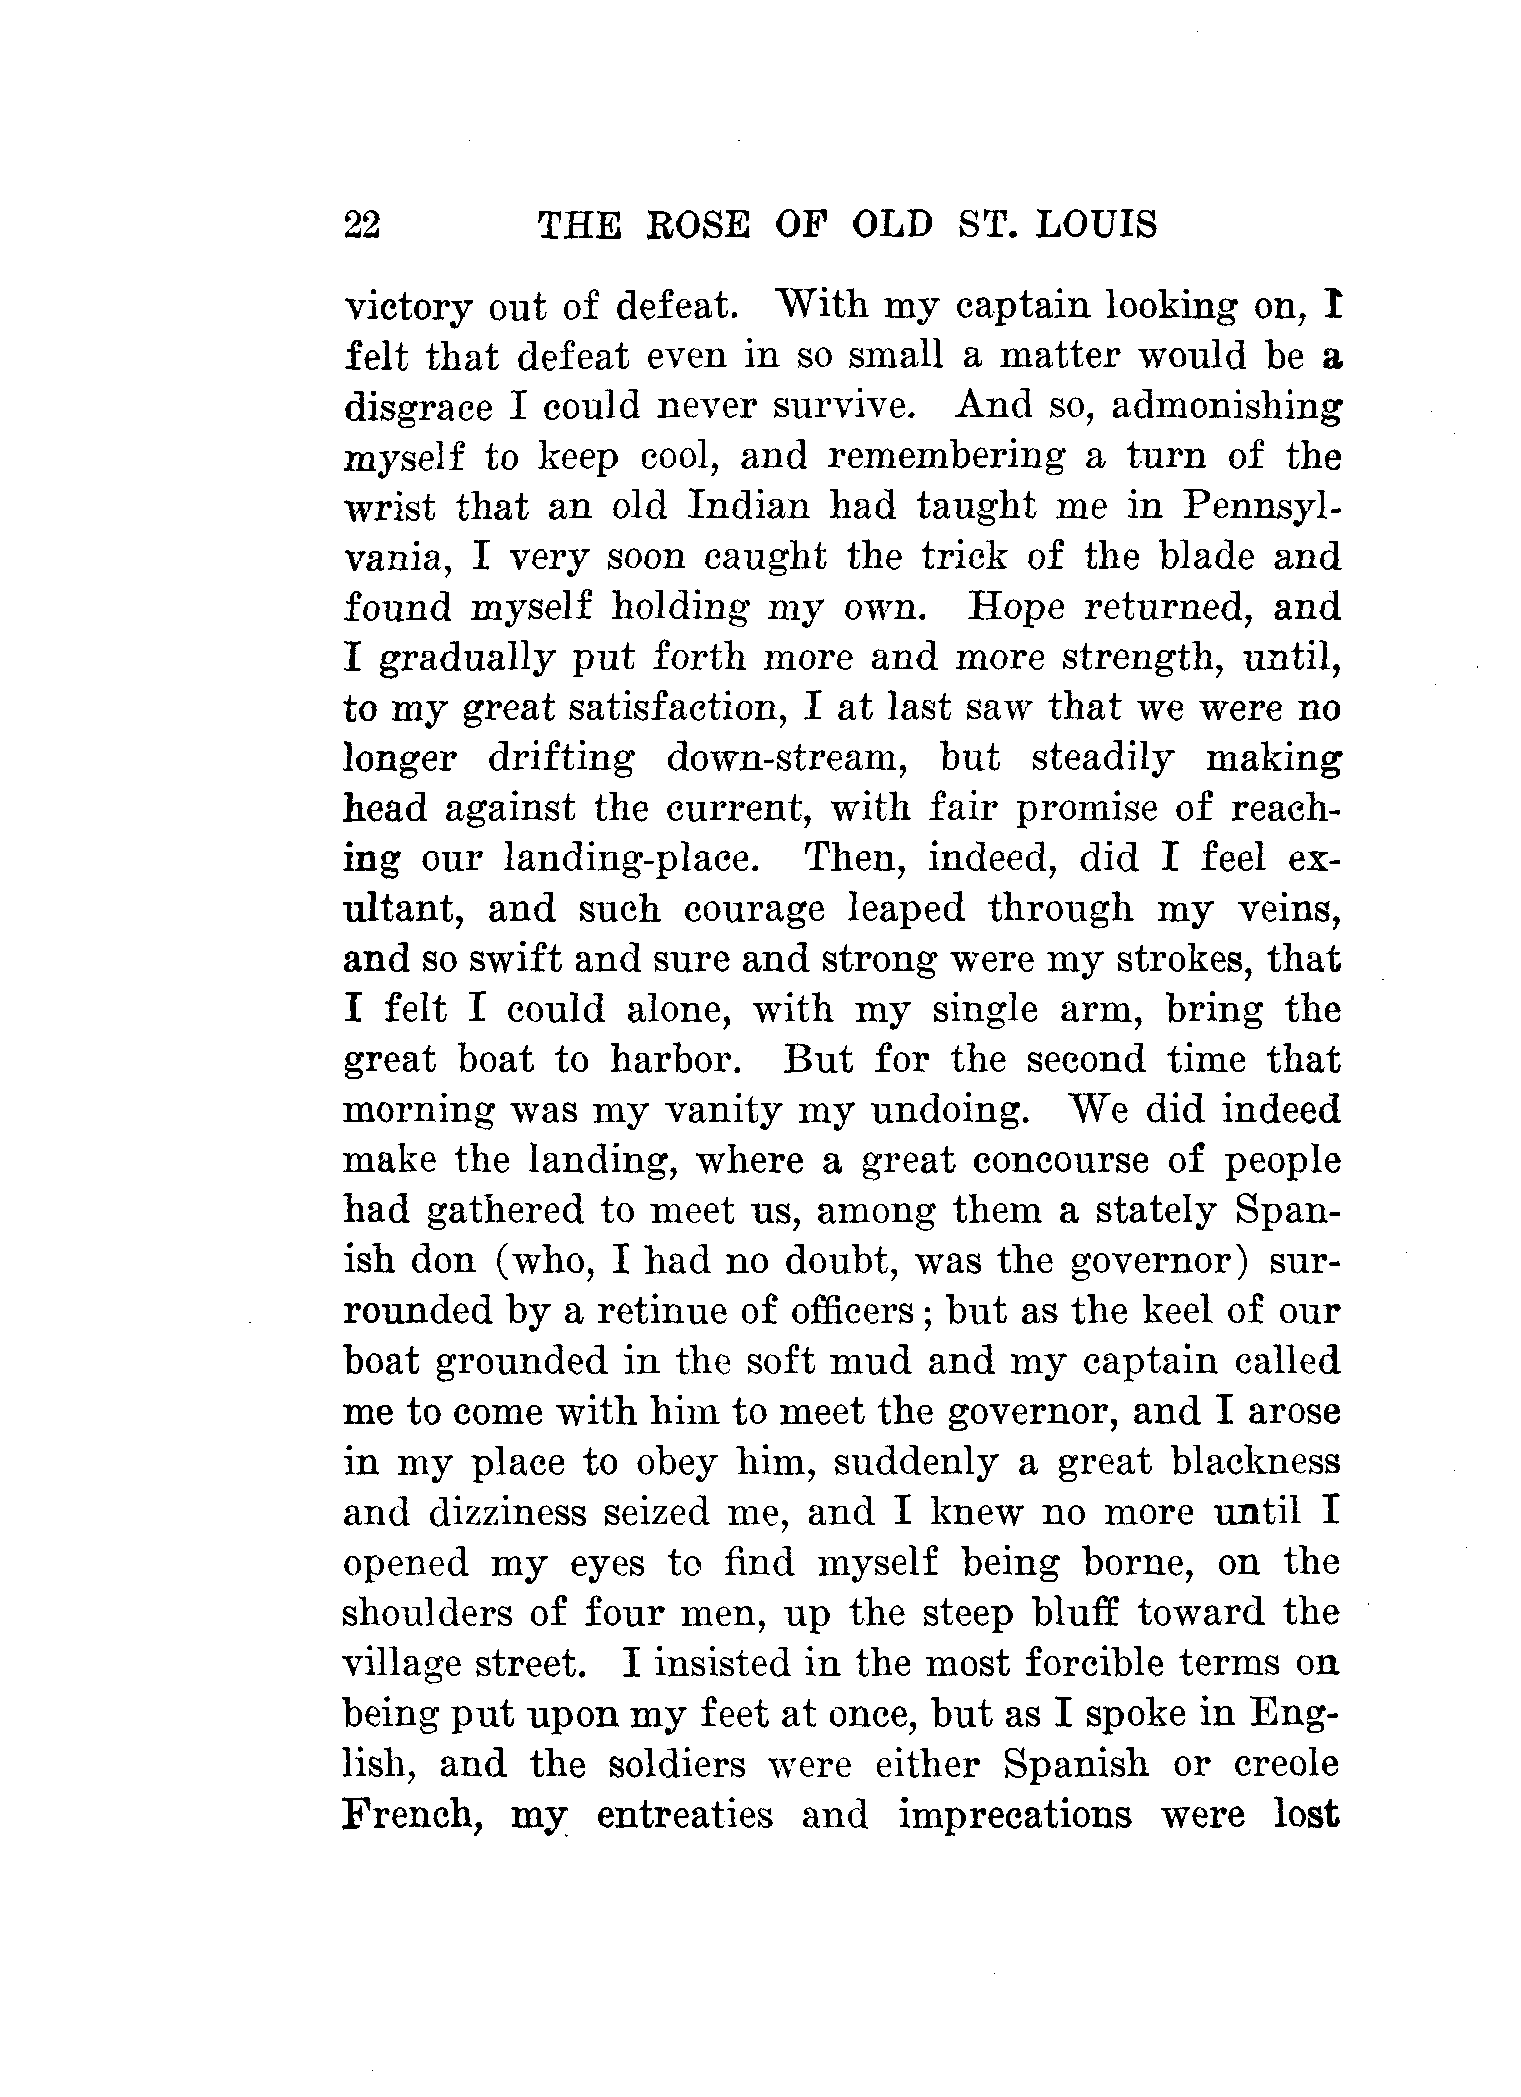 22 THE ROSE OF OLD ST. LOUIS
victory out of defeat. With my captain looking on, I
felt that defeat even in so small a matter would be a
disgrace I could never survive. And so, admonishing
myself to keep cool, and remembering a turn of the
wrist that an old Indian had taught me in Pennsyl-
vania, I very soon caught the trick of the blade and
found myself holding my own. Hope returned, and
I gradually put forth more and more strength, until,
to my great satisfaction, I at last saw that we were no
longer drifting down-stream, but steadily making
head against the current, with fair promise of reach-
ing our landing-place. Then, indeed, did I feel ex-
ultant, and such courage leaped through my veins,
and so swift and sure and strong were my strokes, that
I felt I could alone, with my single arm, bring the
great boat to harbor. But for the second time that
morning was my vanity my undoing. We did indeed
make the landing, where a great concourse of people
had gathered to meet us, among them a stately Span-
ish don (who, I had no doubt, was the governor) sur-
rounded by a retinue of officers; but as the keel of our
boat grounded in the soft mud and my captain called
me to come with him to meet the governor, and I arose
in my place to obey him, suddenly a great blackness
and dizziness seized me, and I knew no more until I
opened my eyes to find myself being borne, on the
shoulders of four men, up the steep bluff toward the
village street. I insisted in the most forcible terms on
being put upon my feet at once, but as I spoke in Eng-
lish, and the soldiers were either Spanish or creole
French, my entreaties and imprecations were lost